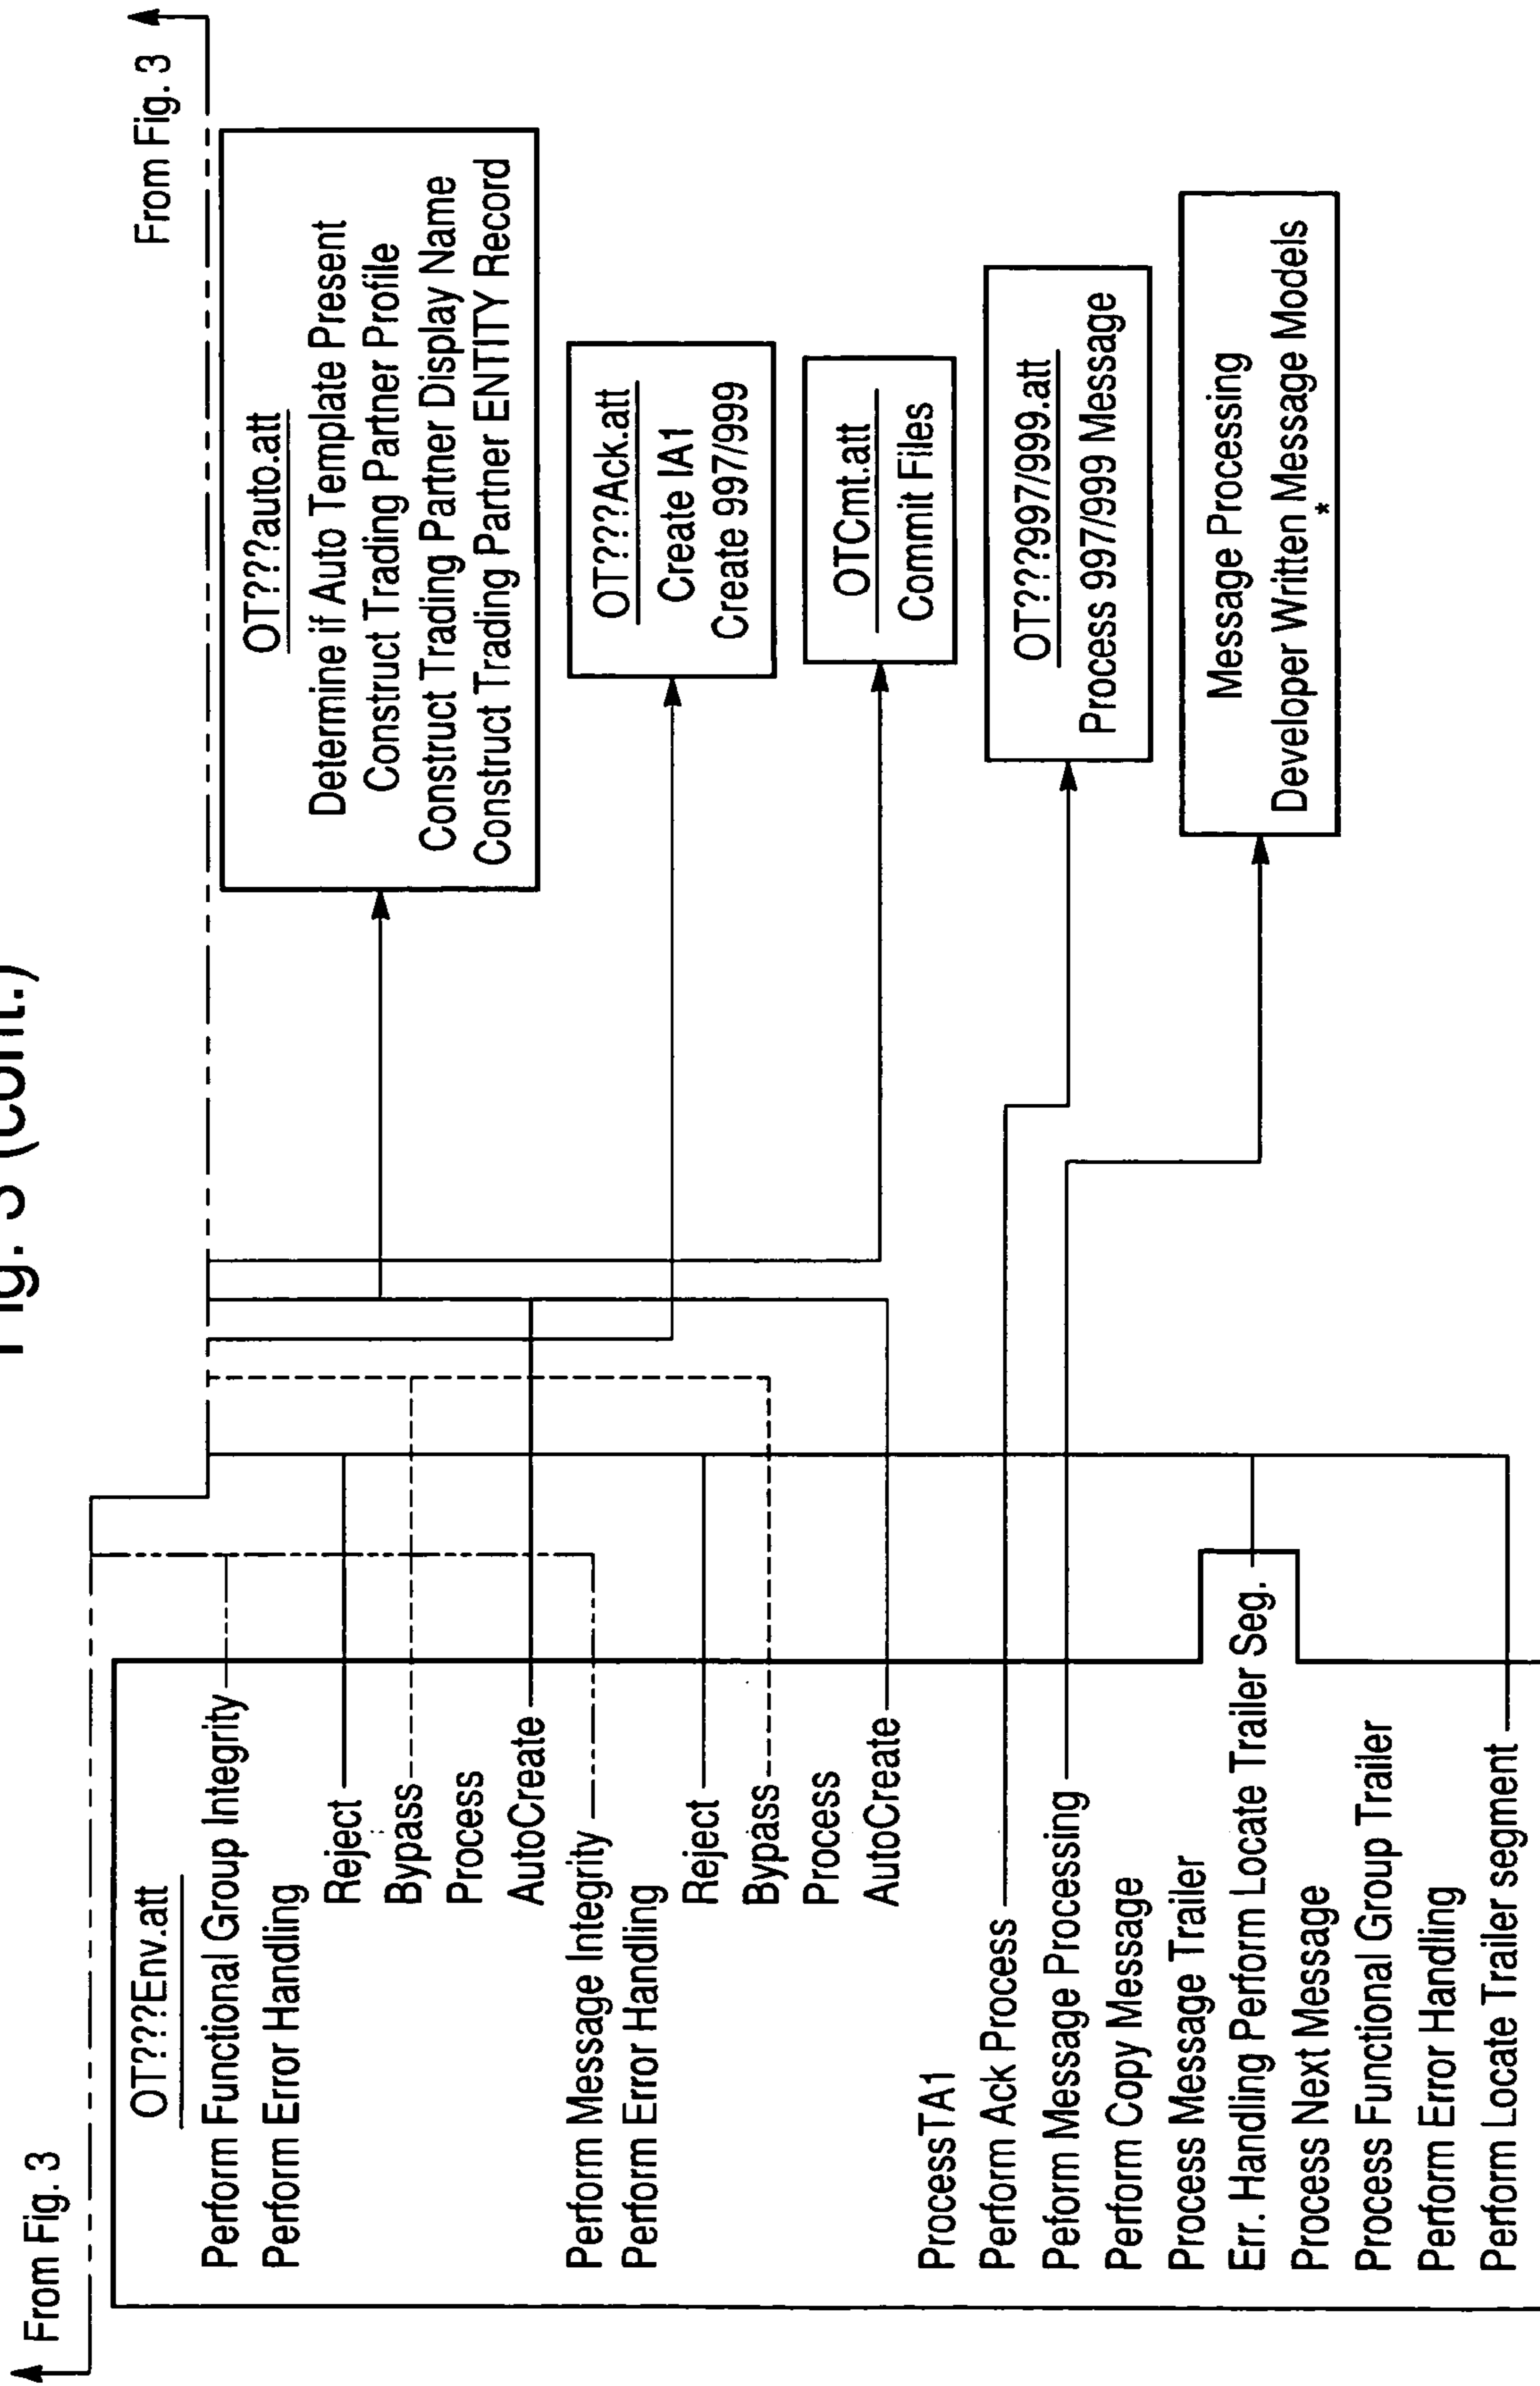 Fig. 3 (cont.)
From Fig. 3
From Fig. 3
OT???Env.att
Perform Functional Group Integrity
Perform Error Handling
Reject
Bypass
Process
AutoCreate
Perform Message Integrity
Perform Error Handling
Reject
Bypass
Process
AutoCreate
ProcessTA1
Perform Ack Process
Peform Message Processing
Perform Copy Message
Process Message Trailer
Err. Handling Perform Locate Trailer Seg.
Process Next Message
Process Functional Group Trailer
Perform Error Handling
Perform Locate Trailer segment
OT???auto.att
Determine if Auto Template Present
Construct Trading Partner Profile
Construct Trading Partner Display Name
Construct Trading Partner ENTITY Record
OT???Ack.att
Create IA1
Create 997/999
OTCmt.att
Commit Files
OT???997/999.att
Process 997/999 Message
Message Processing
Developer Written Message Models
*